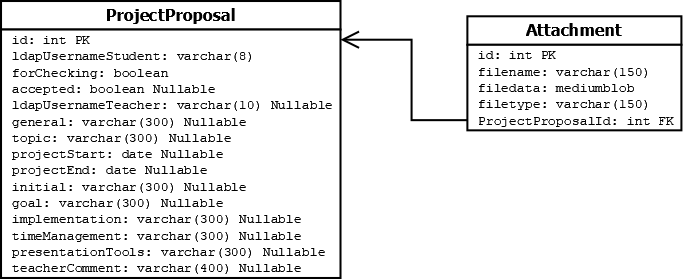 ProjectProposal
id: int PK
ldapUsernameStudent: varchar(8)
forChecking: boolean
accepted: boolean Nullable
ldapUsernameTeacher: varchar(10) Nullable
general: varchar(300) Nullable
topic: varchar(300) Nullable
projectStart: date Nullable
projectEnd: date Nullable
initial: varchar(300) Nullable
goal: varchar(300) Nullable
implementation: varchar(300) Nullable
timeManagement: varchar(300) Nullable
presentationTools: varchar(300) Nullable
teacherComment: varchar(400) Nullable
Attachment
id: int PK
filename: varchar(150)
filedata: mediumblob
filetype: varchar(150)
ProjectProposalId: int FK